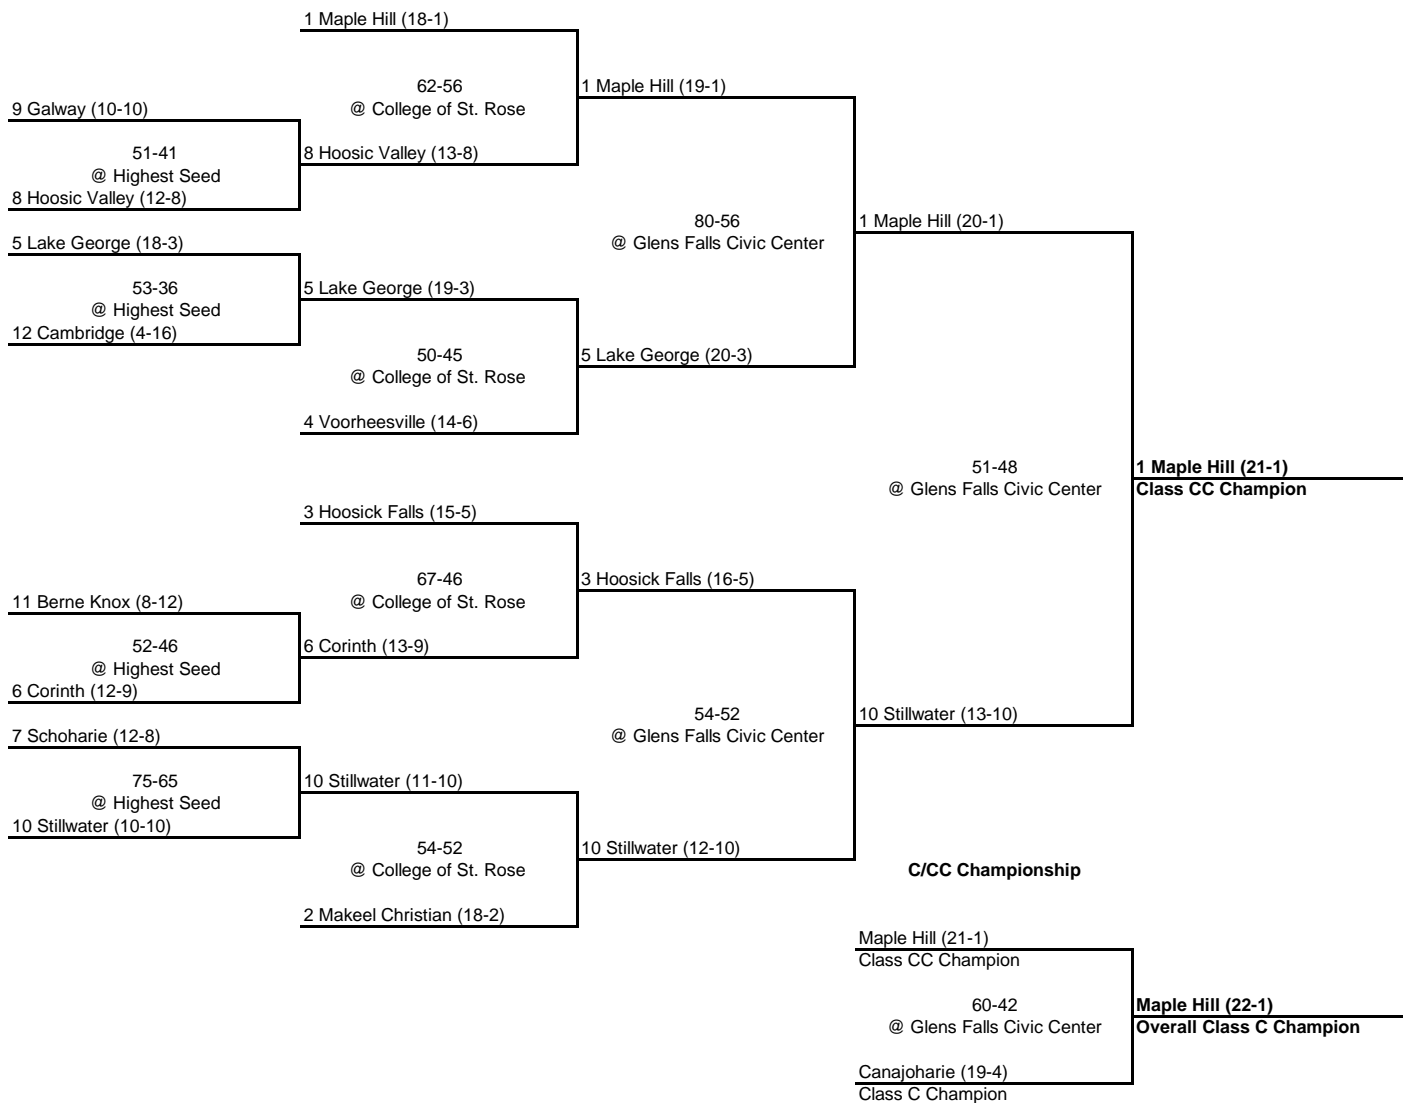 1 Maple Hill (18-1)
62-56
@ College of St. Rose
1 Maple Hill (19-1)
9 Galway (10-10)
51-41
@ Highest Seed
8 Hoosic Valley (13-8)
8 Hoosic Valley (12-8)
80-56
@ Glens Falls Civic Center
1 Maple Hill (20-1)
5 Lake George (18-3)
53-36
@ Highest Seed
5 Lake George (19-3)
12 Cambridge (4-16)
50-45
@ College of St. Rose
5 Lake George (20-3)
4 Voorheesville (14-6)
51-48
@ Glens Falls Civic Center
1 Maple Hill (21-1)
Class CC Champion
3 Hoosick Falls (15-5)
67-46
@ College of St. Rose
3 Hoosick Falls (16-5)
11 Berne Knox (8-12)
52-46
@ Highest Seed
6 Corinth (13-9)
6 Corinth (12-9)
54-52
@ Glens Falls Civic Center
10 Stillwater (13-10)
7 Schoharie (12-8)
75-65
@ Highest Seed
10 Stillwater (11-10)
10 Stillwater (10-10)
54-52
@ College of St. Rose
10 Stillwater (12-10)
2 Makeel Christian (18-2)
C/CC Championship
Maple Hill (21-1)
Class CC Champion
60-42
@ Glens Falls Civic Center
Maple Hill (22-1)
Overall Class C Champion
Canajoharie (19-4)
Class C Champion